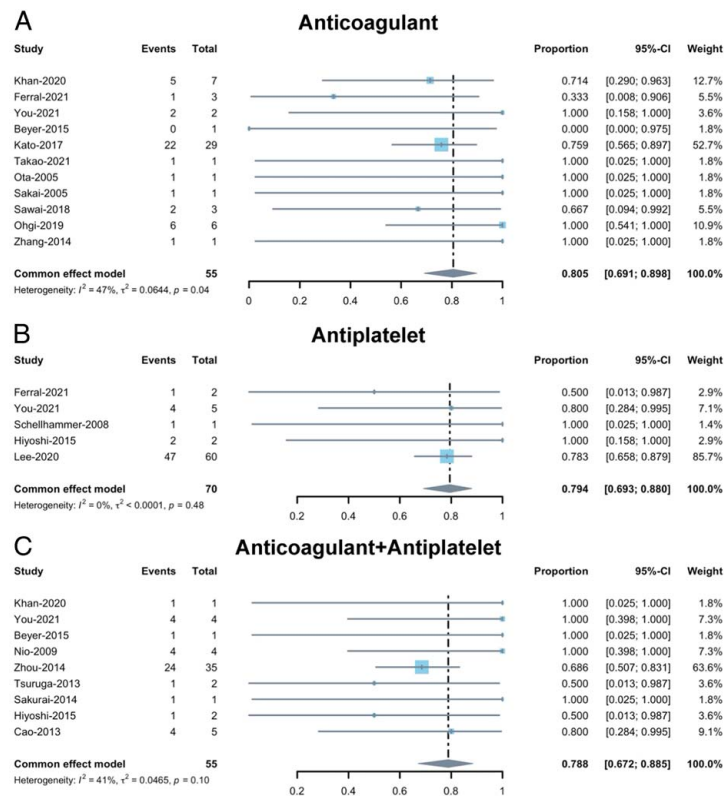 A Anticoagulant
Study Events Total Proportion 95%-CI Weight
Khan-2020 5 7 0.714 [0.290; 0.963] 12.7%
Ferral-2021 1 3 0.333 [0.008; 0.906] 5.5%
You-2021 2 2 1.000 [0.158; 1.000] 3.6%
Beyer-2015 0 1 0.000 [0.000; 0.975] 1.8%
Kato-2017 22 29 0.759 [0.565; 0.897] 52.7%
Takao-2021 1 1 1.000 [0.025; 1.000] 1.8%
Ota-2005 1 1 1.000 [0.025; 1.000] 1.8%
Sakai-2005 1 1 1.000 [0.025; 1.000] 1.8%
Sawai-2018 2 3 0.667 [0.094; 0.992] 5.5%
Ohgi-2019 6 6 1.000 [0.541; 1.000] 10.9%
Zhang-2014 1 1 1.000 [0.025; 1.000] 1.8%
Common effect model 55 0.805 [0.691; 0.898] 100.0%
Heterogeneity: I² = 47%, τ² = 0.0644, p = 0.04
0 0.2 0.4 0.6 0.8 1
B Antiplatelet
Study Events Total Proportion 95%-CI Weight
Ferral-2021 1 2 0.500 [0.013; 0.987] 2.9%
You-2021 4 5 0.800 [0.284; 0.995] 7.1%
Schellhammer-2008 1 1 1.000 [0.025; 1.000] 1.4%
Hiyoshi-2015 2 2 1.000 [0.158; 1.000] 2.9%
Lee-2020 47 60 0.783 [0.658; 0.879] 85.7%
Common effect model 70 0.794 [0.693; 0.880] 100.0%
Heterogeneity: I² = 0%, τ² < 0.0001, p = 0.48
0.2 0.4 0.6 0.8 1
C Anticoagulant+Antiplatelet
Study Events Total Proportion 95%-CI Weight
Khan-2020 1 1 1.000 [0.025; 1.000] 1.8%
You-2021 4 4 1.000 [0.398; 1.000] 7.3%
Beyer-2015 1 1 1.000 [0.025; 1.000] 1.8%
Nio-2009 4 4 1.000 [0.398; 1.000] 7.3%
Zhou-2014 24 35 0.686 [0.507; 0.831] 63.6%
Tsuruga-2013 1 2 0.500 [0.013; 0.987] 3.6%
Sakurai-2014 1 1 1.000 [0.025; 1.000] 1.8%
Hiyoshi-2015 1 2 0.500 [0.013; 0.987] 3.6%
Cao-2013 4 5 0.800 [0.284; 0.995] 9.1%
Common effect model 55 0.788 [0.672; 0.885] 100.0%
Heterogeneity: I² = 41%, τ² = 0.0465, p = 0.10
0.2 0.4 0.6 0.8 1